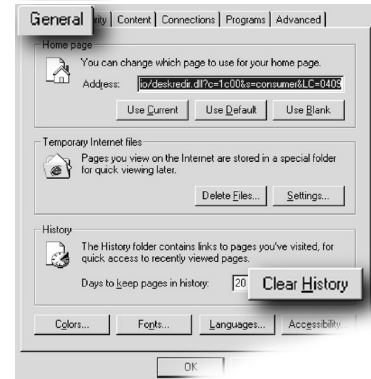 General rity Content Connections Programs Advanced
Home page
You can change which page to use for your home page.
Address: io/deskredir.dll?c=1c00&s=consumer&LC=0409
Use Current Use Default Use Blank
Temporary Internet files
Pages you view on the Internet are stored in a special folder
for quick viewing later.
Delete Files... Settings...
History
The History folder contains links to pages you've visited, for
quick access to recently viewed pages.
Days to keep pages in history: 20 Clear History
Colors... Fonts... Languages... Accessibility...
OK